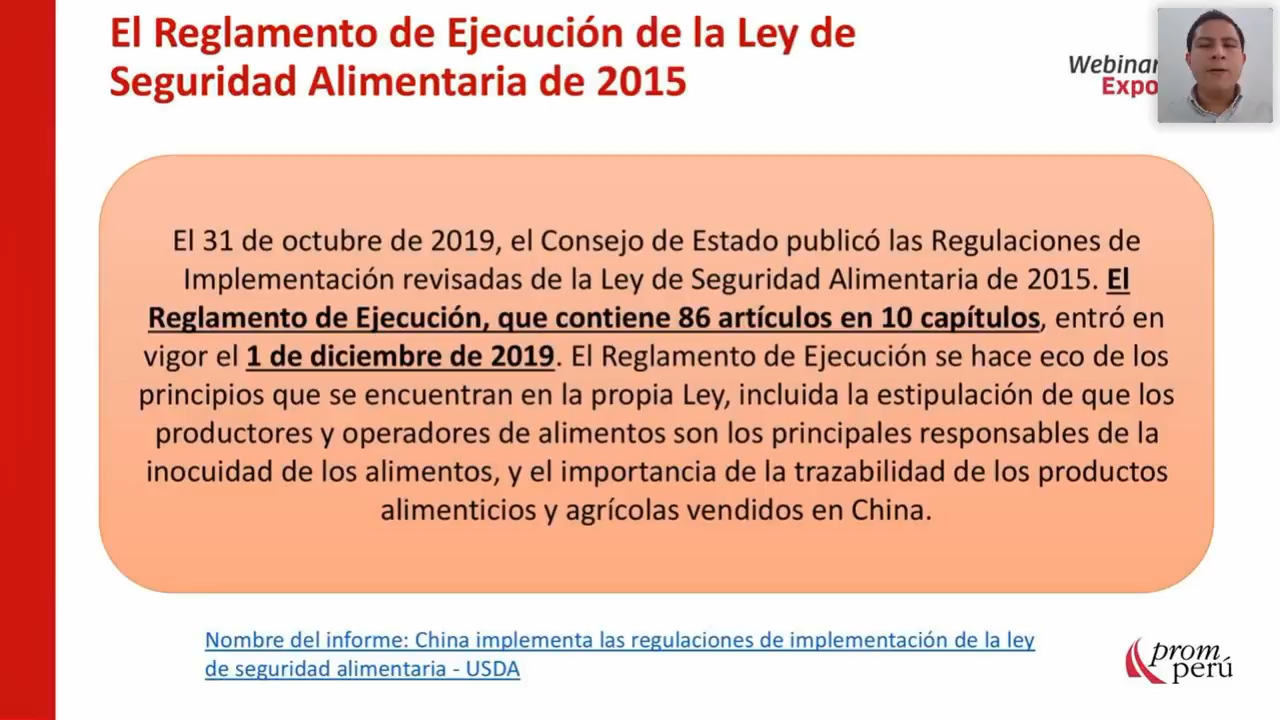 El Reglamento de Ejecución de la Ley de
Seguridad Alimentaria de 2015
Webinar
Expo
El 31 de octubre de 2019, el Consejo de Estado publicó las Regulaciones de
Implementación revisadas de la Ley de Seguridad Alimentaria de 2015. El
Reglamento de Ejecución, que contiene 86 artículos en 10 capítulos, entró en
vigor el 1 de diciembre de 2019. El Reglamento de Ejecución se hace eco de los
principios que se encuentran en la propia Ley, incluida la estipulación de que los
productores y operadores de alimentos son los principales responsables de la
inocuidad de los alimentos, y el importancia de la trazabilidad de los productos
alimenticios y agrícolas vendidos en China.
Nombre del informe: China implementa las regulaciones de implementación de la ley
de seguridad alimentaria - USDA
prom
perú